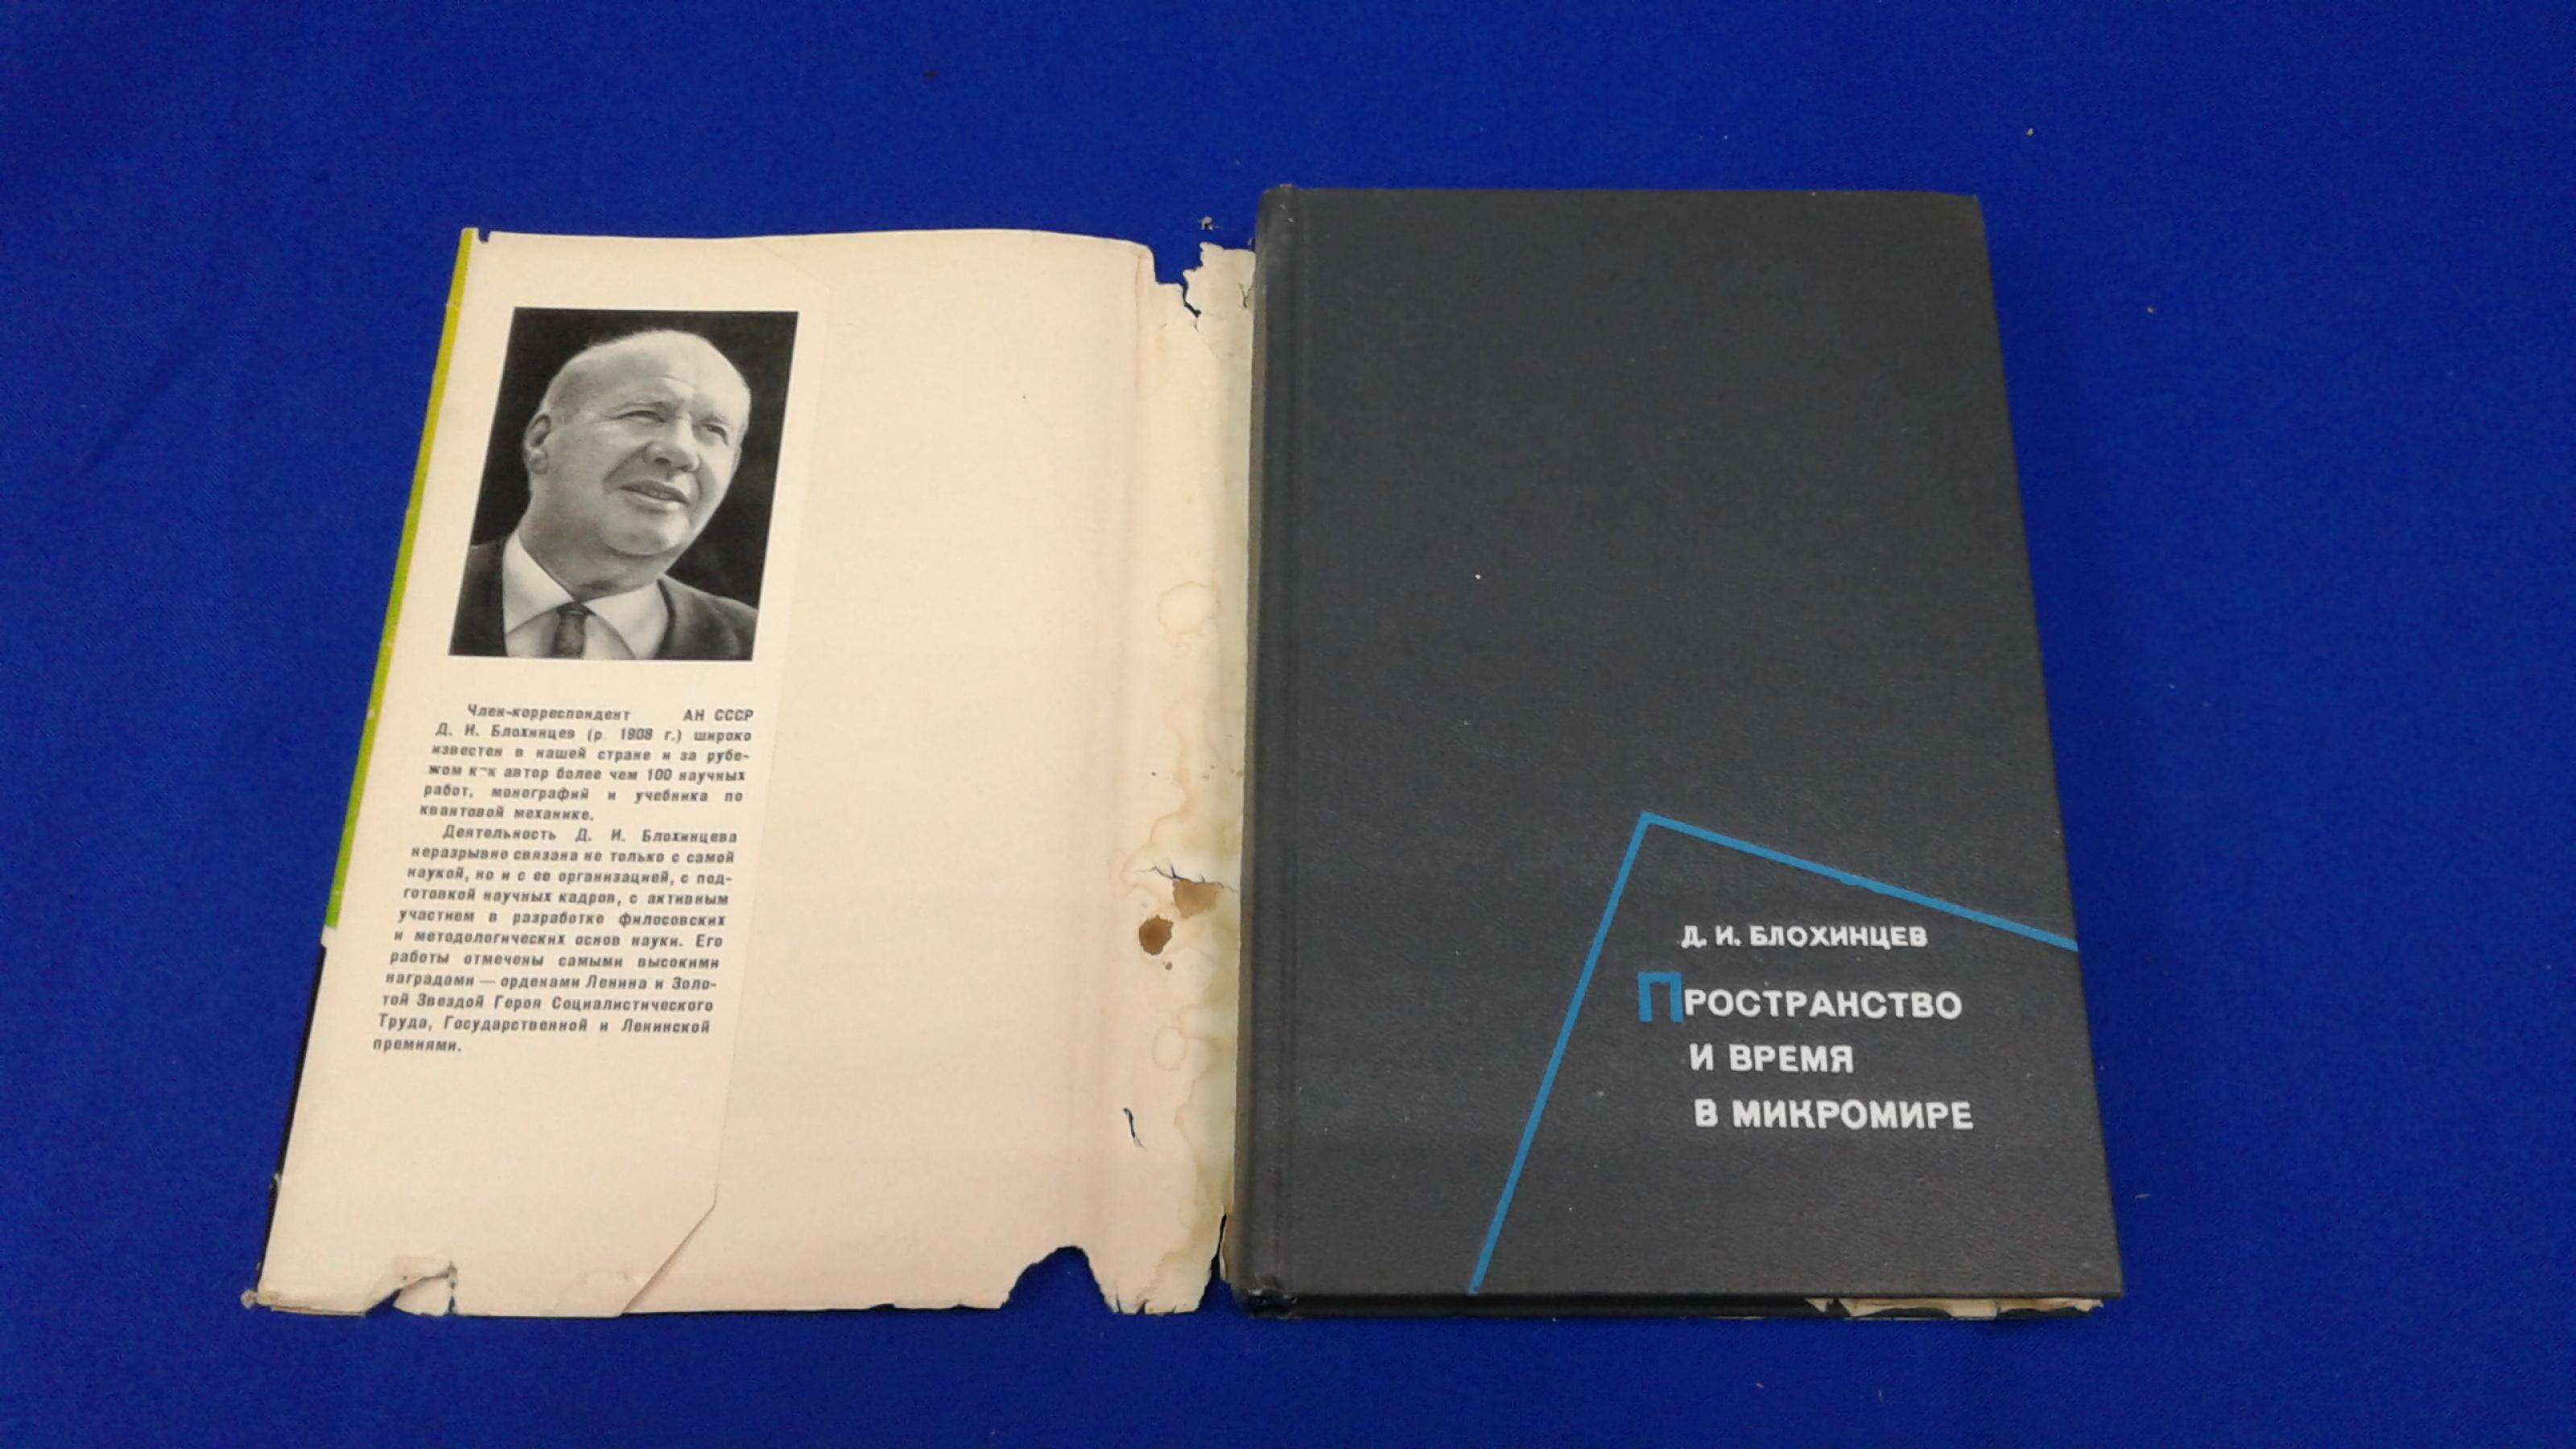 Член-корреспондент АН СССР
Д. И. Блохинцев (р. 1908 г.) широко
известен в нашей стране и за рубе-
жом как автор более чем 100 научных
работ, монографий и учебника по
квантовой механике.
Деятельность Д. И. Блохинцева
неразрывно связана не только с самой
наукой, но и с ее организацией, с под-
готовкой научных кадров, с активным
участием в разработке филосовских
и методологических основ науки. Его
работы отмечены самыми высокими
наградами — орденами Ленина и Золо-
той Звездой Героя Социалистического
Труда, Государственной и Ленинской
премиями.
Д. И. БЛОХИНЦЕВ
ПРОСТРАНСТВО
И ВРЕМЯ
В МИКРОМИРЕ